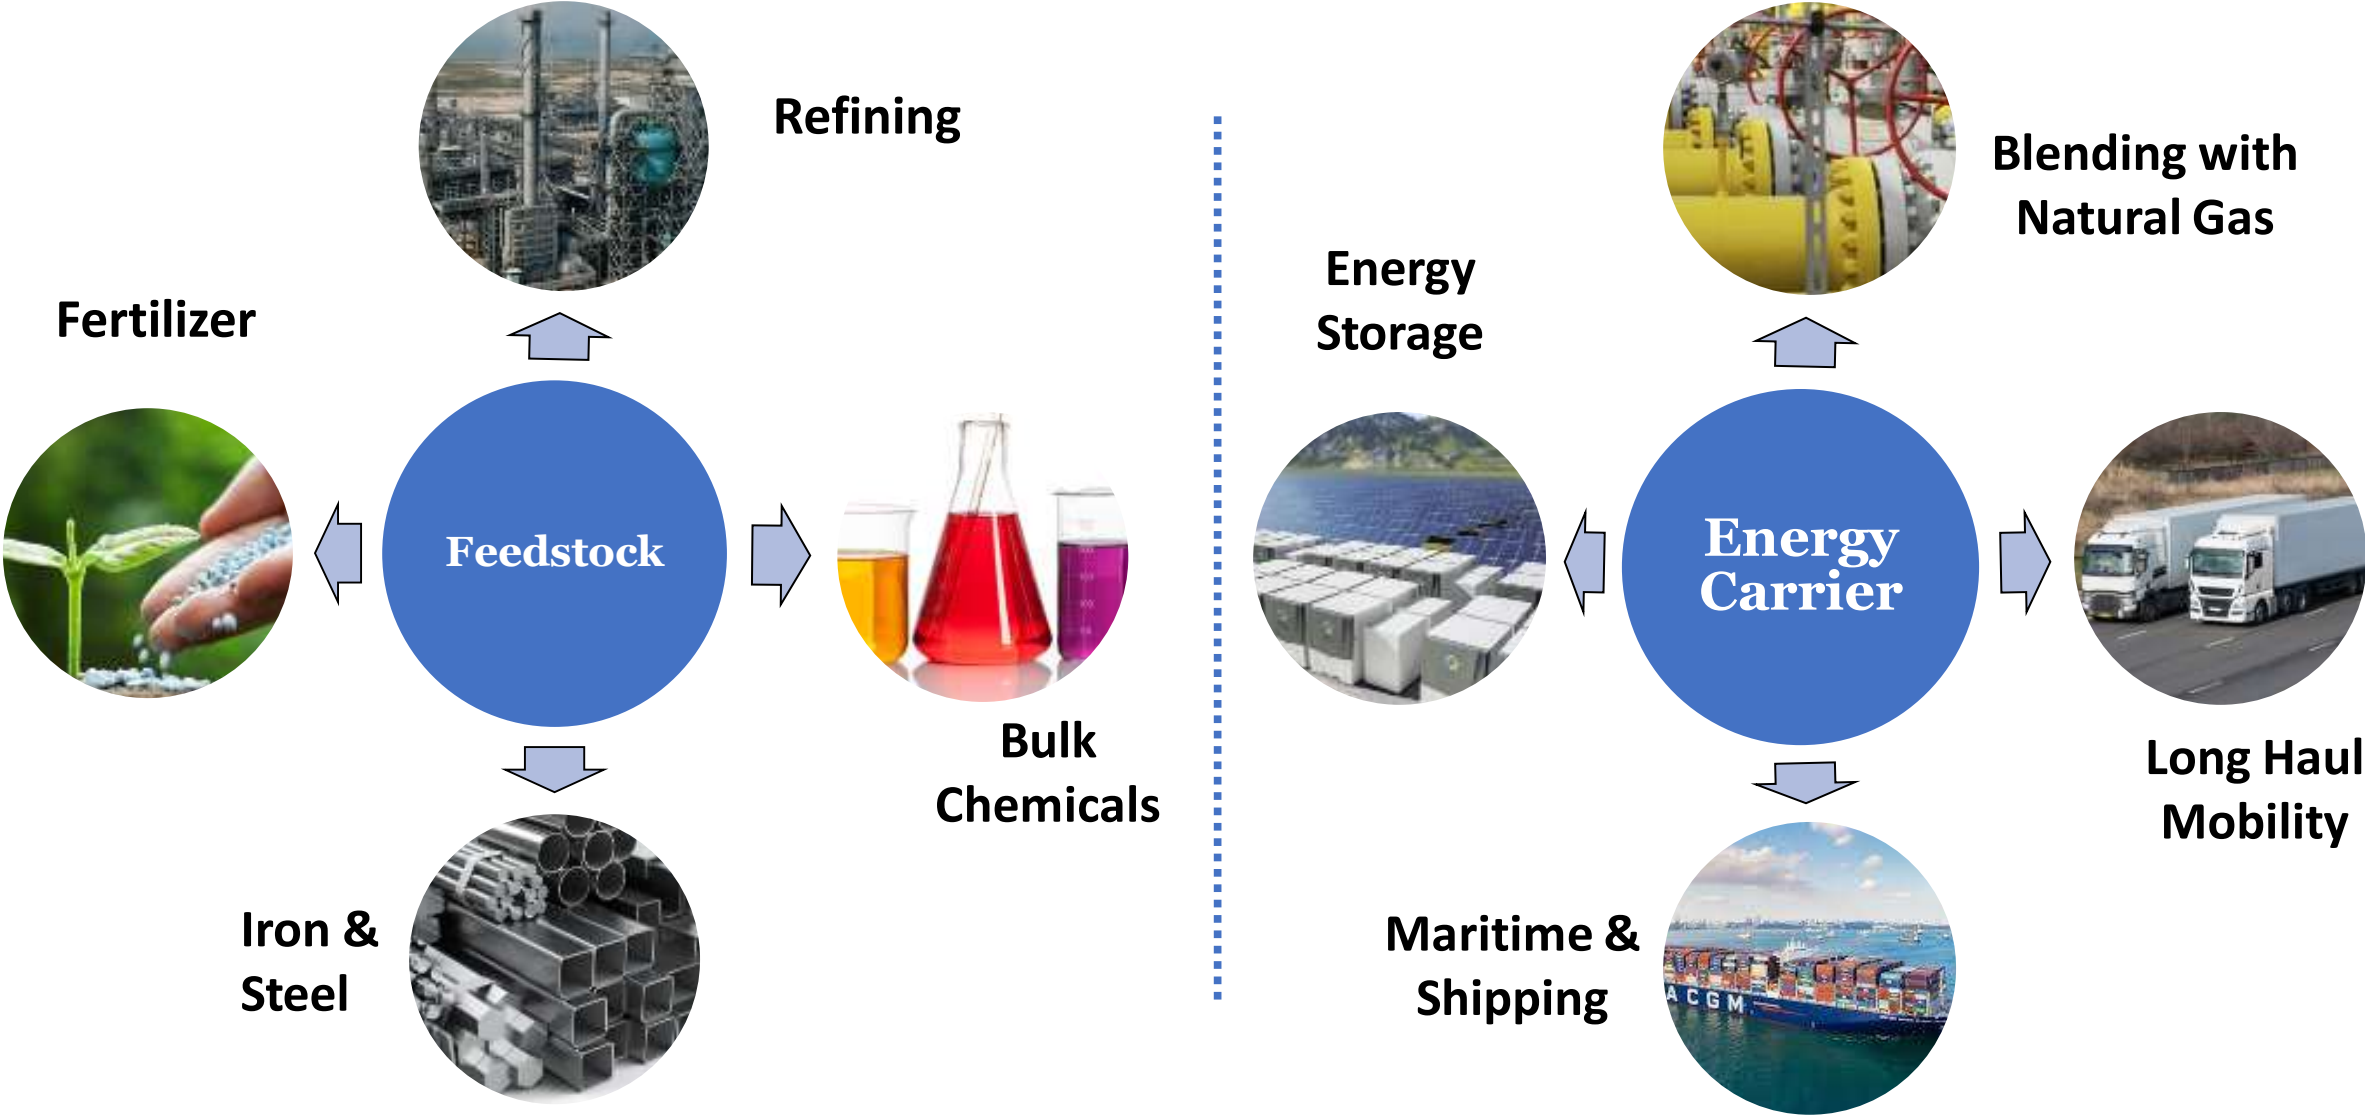 Refining
Fertilizer
Feedstock
Bulk
Chemicals
Iron &
Steel
Blending with
Natural Gas
Energy
Storage
Energy
Carrier
Long Haul
Mobility
Maritime &
Shipping
A CGM